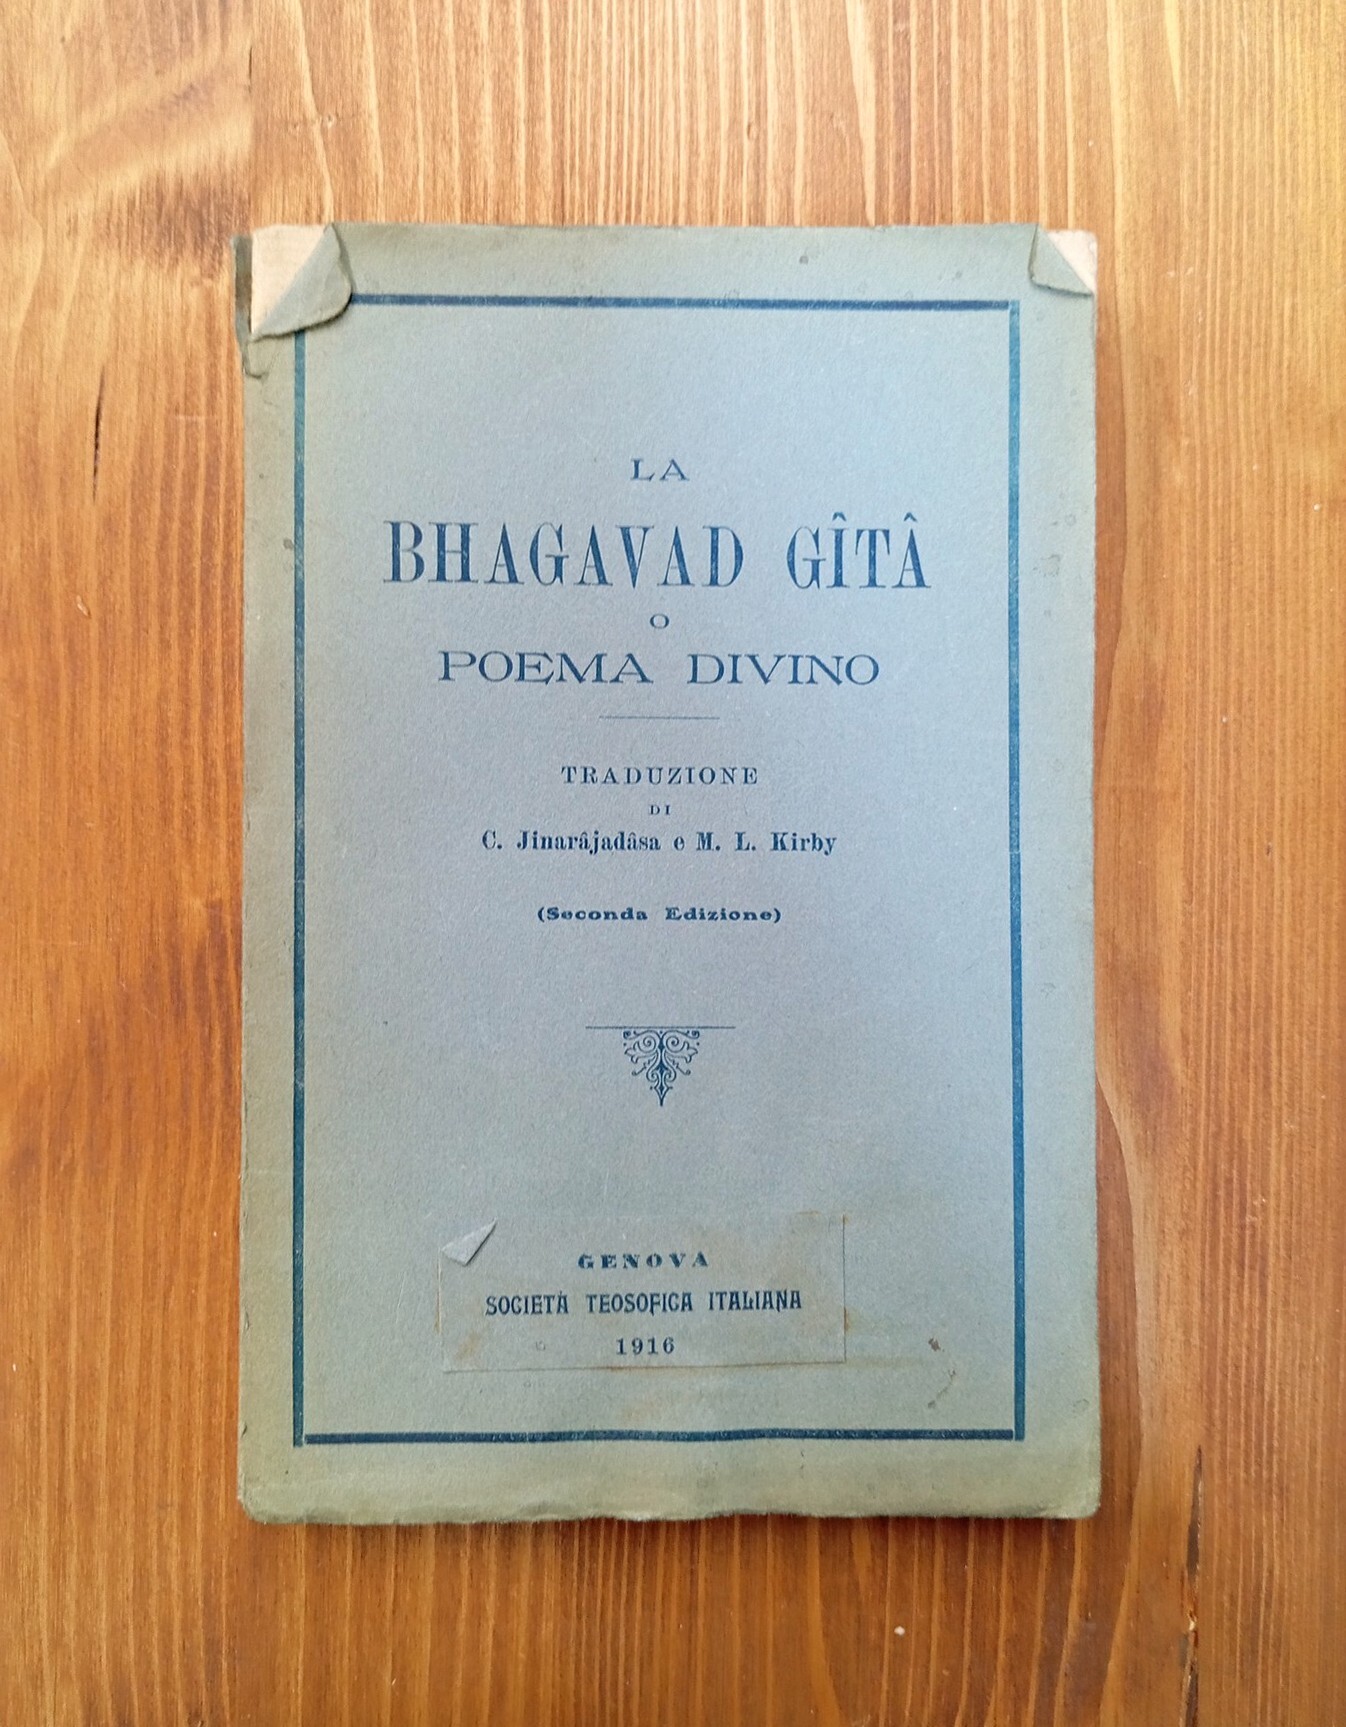 LA
BHAGAVAD GÎTÂ
O
POEMA DIVINO
TRADUZIONE
DI
C. Jinarâjadâsa e M. L. Kirby
(Seconda Edizione)
GENOVA
SOCIETÀ TEOSOFICA ITALIANA
1916